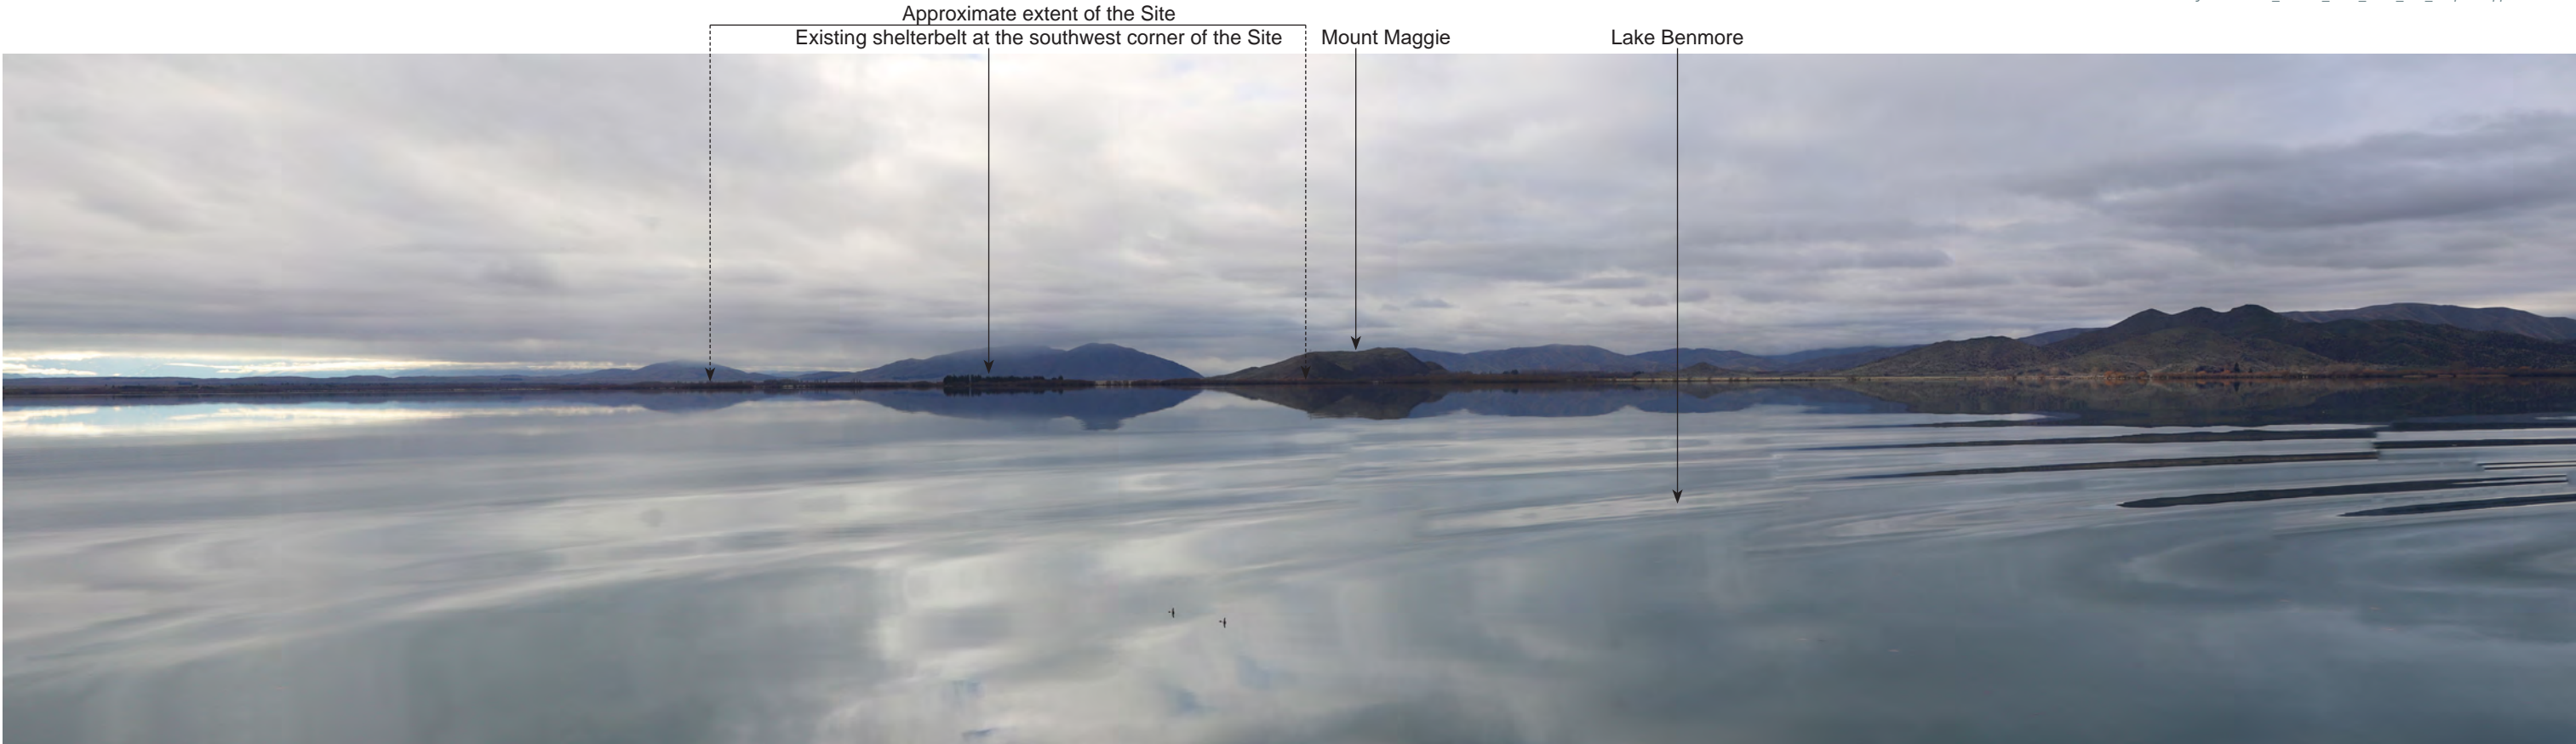 Approximate extent of the Site
Existing shelterbelt at the southwest corner of the Site
Mount Maggie
Lake Benmore